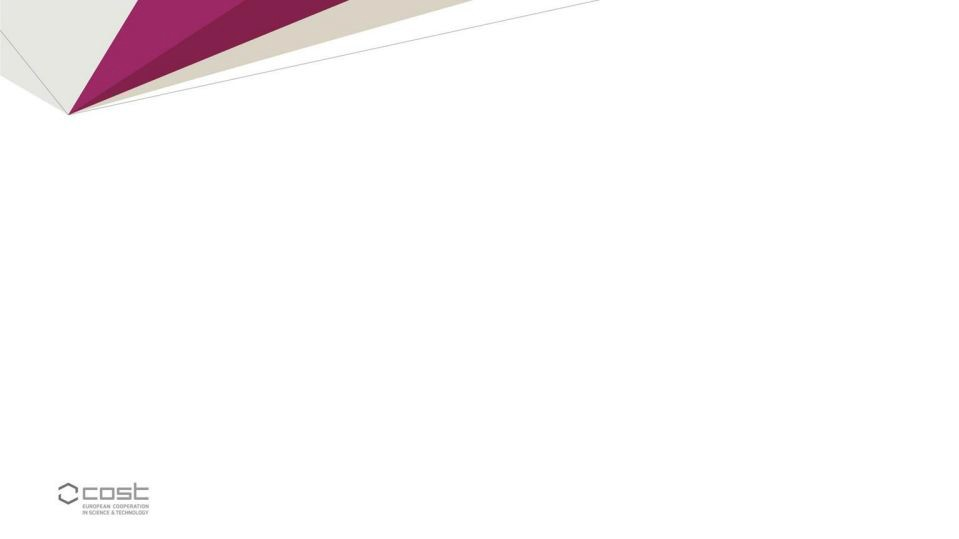 cost
EUROPEAN COOPERATION
IN SCIENCE & TECHNOLOGY